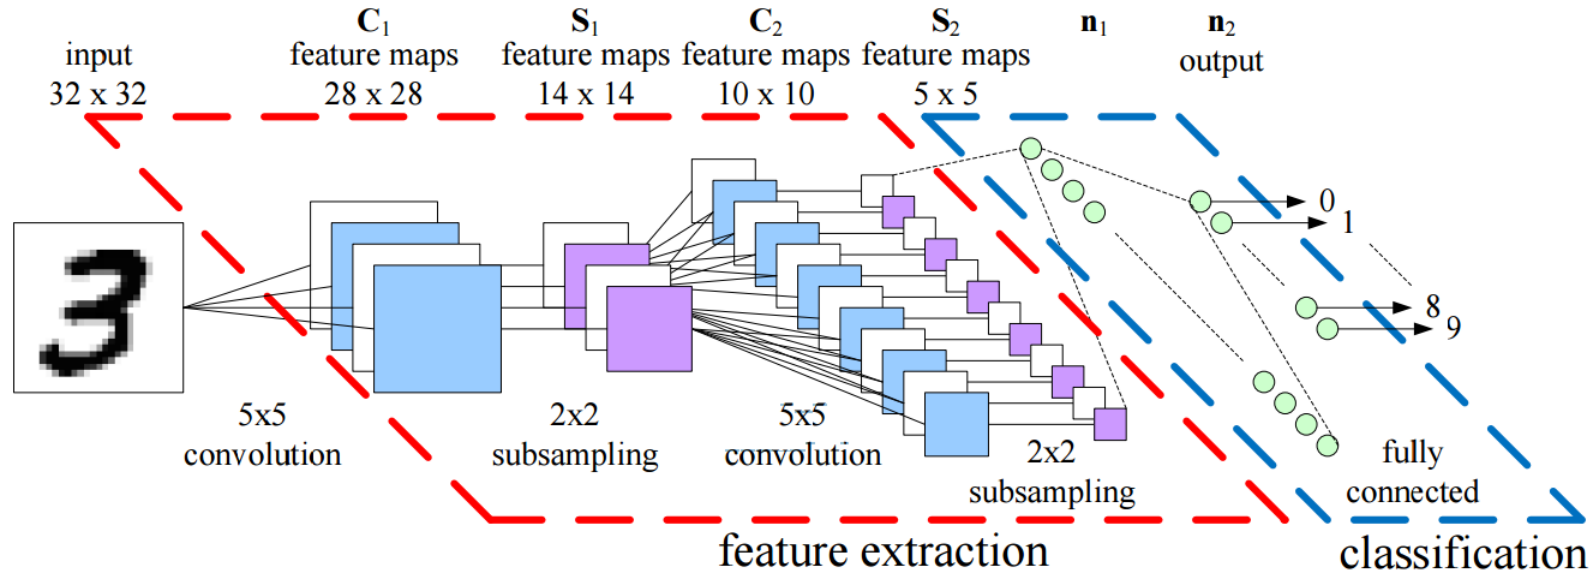 input
32 x 32
C1
feature maps
28 x 28
S1
feature maps
14 x 14
C2
feature maps
10 x 10
S2
feature maps
5 x 5
n1
n2
output
3
0
1
8
9
5x5
convolution
2x2
subsampling
5x5
convolution
2x2
subsampling
fully
connected
feature extraction
classification